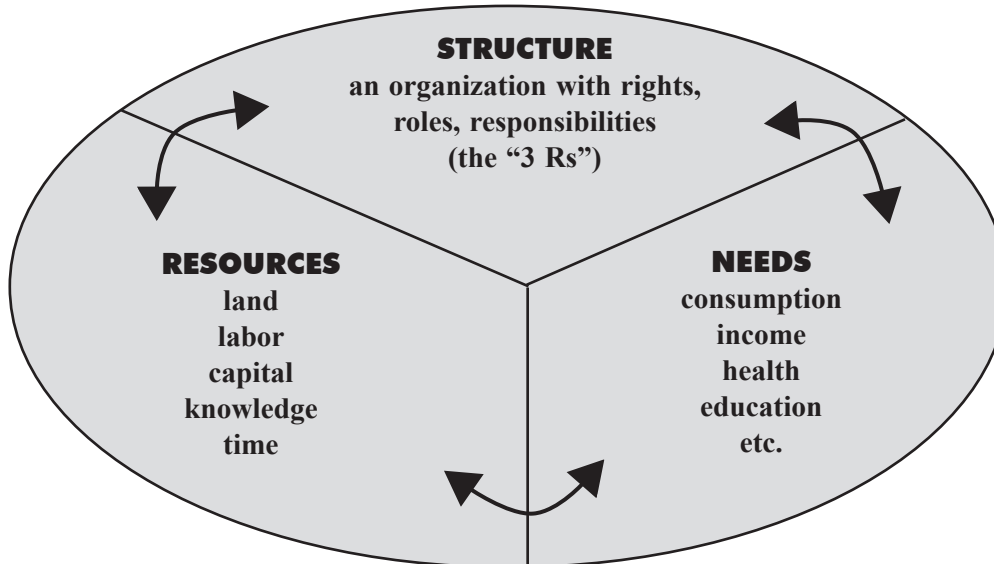 STRUCTURE
an organization with rights,
roles, responsibilities
(the “3 Rs”)
RESOURCES
land
labor
capital
knowledge
time
NEEDS
consumption
income
health
education
etc.